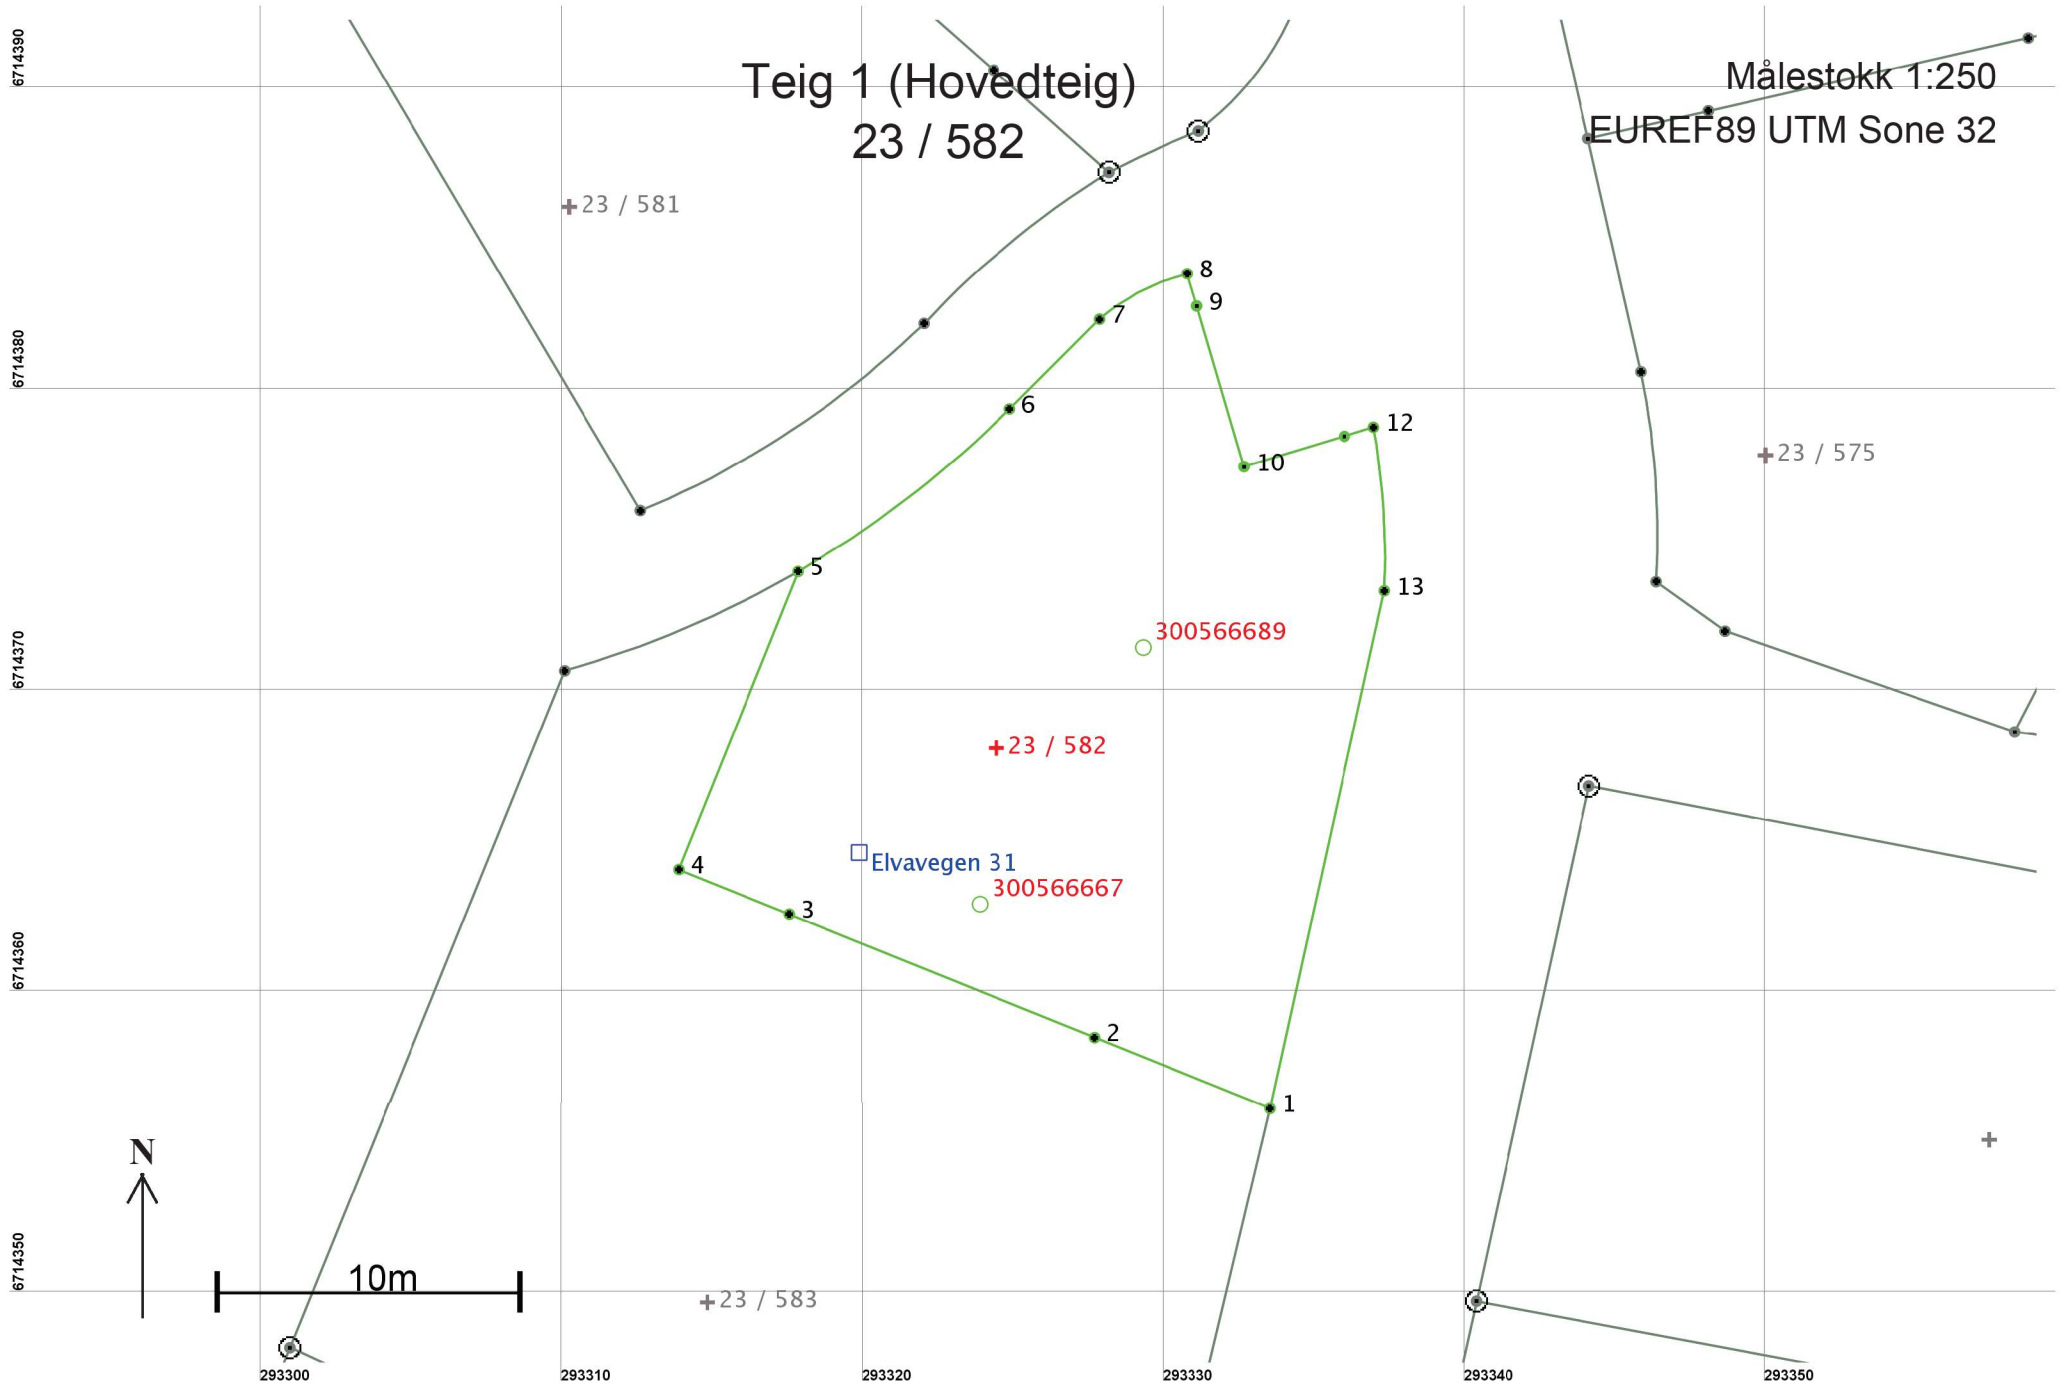 Teig 1 (Hovedteig)
23 / 582
Målestokk 1:250
EUREF89 UTM Sone 32
6714390
23 / 581
8
9
7
6714380
6
12
10
23 / 575
5
13
300566689
6714370
23 / 582
Elvavegen 31
4
300566667
3
6714360
2
1
N
6714350
10m
23 / 583
293300
293310
293320
293330
293340
293350